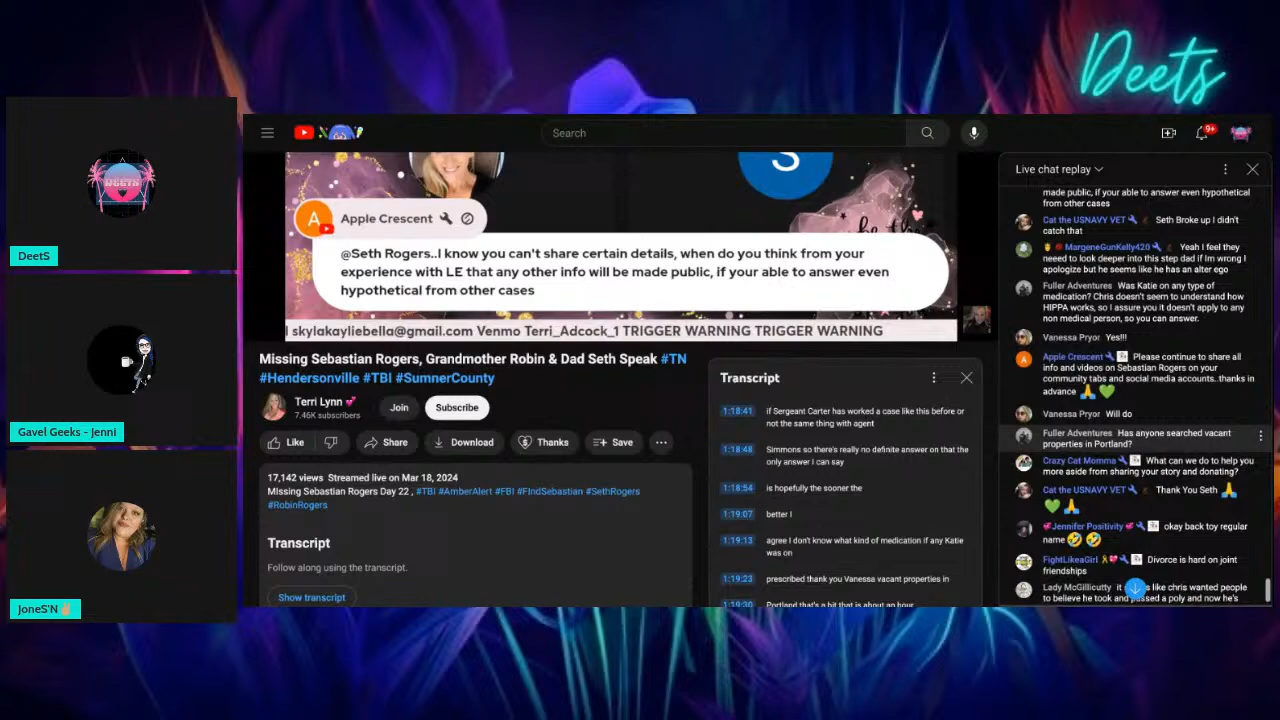 Deets
DEETS
DeetS
Gavel Geeks - Jenni
JoneS'N✌🏼
Search
9+
S
Apple Crescent
@Seth Rogers..I know you can't share certain details, when do you think from your
experience with LE that any other info will be made public, if your able to answer even
hypothetical from other cases
l skylakayliebella@gmail.com Venmo Terri_Adcock_1 TRIGGER WARNING TRIGGER WARNING
Missing Sebastian Rogers, Grandmother Robin & Dad Seth Speak #TN
#Hendersonville #TBI #SumnerCounty
Terri Lynn 💕
7.46K subscribers
Join
Subscribe
Like
Share
Download
Thanks
Save
17,142 views Streamed live on Mar 18, 2024
Missing Sebastian Rogers Day 22 , #TBI #AmberAlert #FBI #FIndSebastian #SethRogers
#RobinRogers
Transcript
Follow along using the transcript.
Show transcript
Transcript
1:18:41 if Sergeant Carter has worked a case like this before or
not the same thing with agent
1:18:48 Simmons so there's really no definite answer on that the
only answer I can say
1:18:54 is hopefully the sooner the
1:19:07 better I
1:19:13 agree I don't know what kind of medication if any Katie
was on
1:19:23 prescribed thank you Vanessa vacant properties in
1:19:30 Portland that's a bit that is about an hour
Live chat replay
made public, if your able to answer even hypothetical
from other cases
Cat the USNAVY VET Seth Broke up I didn't
catch that
MargeneGunKelly420 Yeah I feel they
need to look deeper into this step dad if Im wrong I
apologize but he seems like he has an alter ego
Fuller Adventures Was Katie on any type of
medication? Chris doesn't seem to understand how
HIPPA works, so I assure you it doesn't apply to any
non medical person, so you can answer.
Vanessa Pryor Yes!!!
Apple Crescent Please continue to share all
info and videos on Sebastian Rogers on your
community tabs and social media accounts..thanks in
advance 🙏 💚
Vanessa Pryor Will do
Fuller Adventures Has anyone searched vacant
properties in Portland?
Crazy Cat Momma What can we do to help you
more aside from sharing your story and donating?
Cat the USNAVY VET Thank You Seth 🙏
💚 🙏
💞Jennifer Positivity💞 okay back toy regular
name 🤣 🤣
FightLikeaGirl Divorce is hard on joint
friendships
Lady McGillicutty it like chris wanted people
to believe he took and passed a poly and now he's